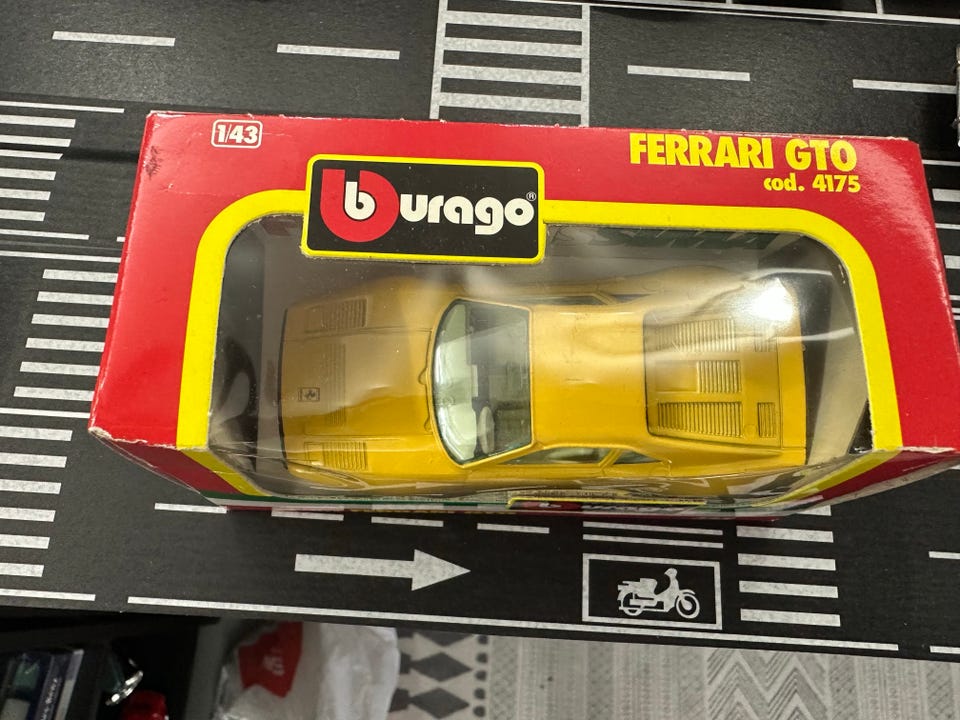 1/43
FERRARI GTO
cod. 4175
burago®